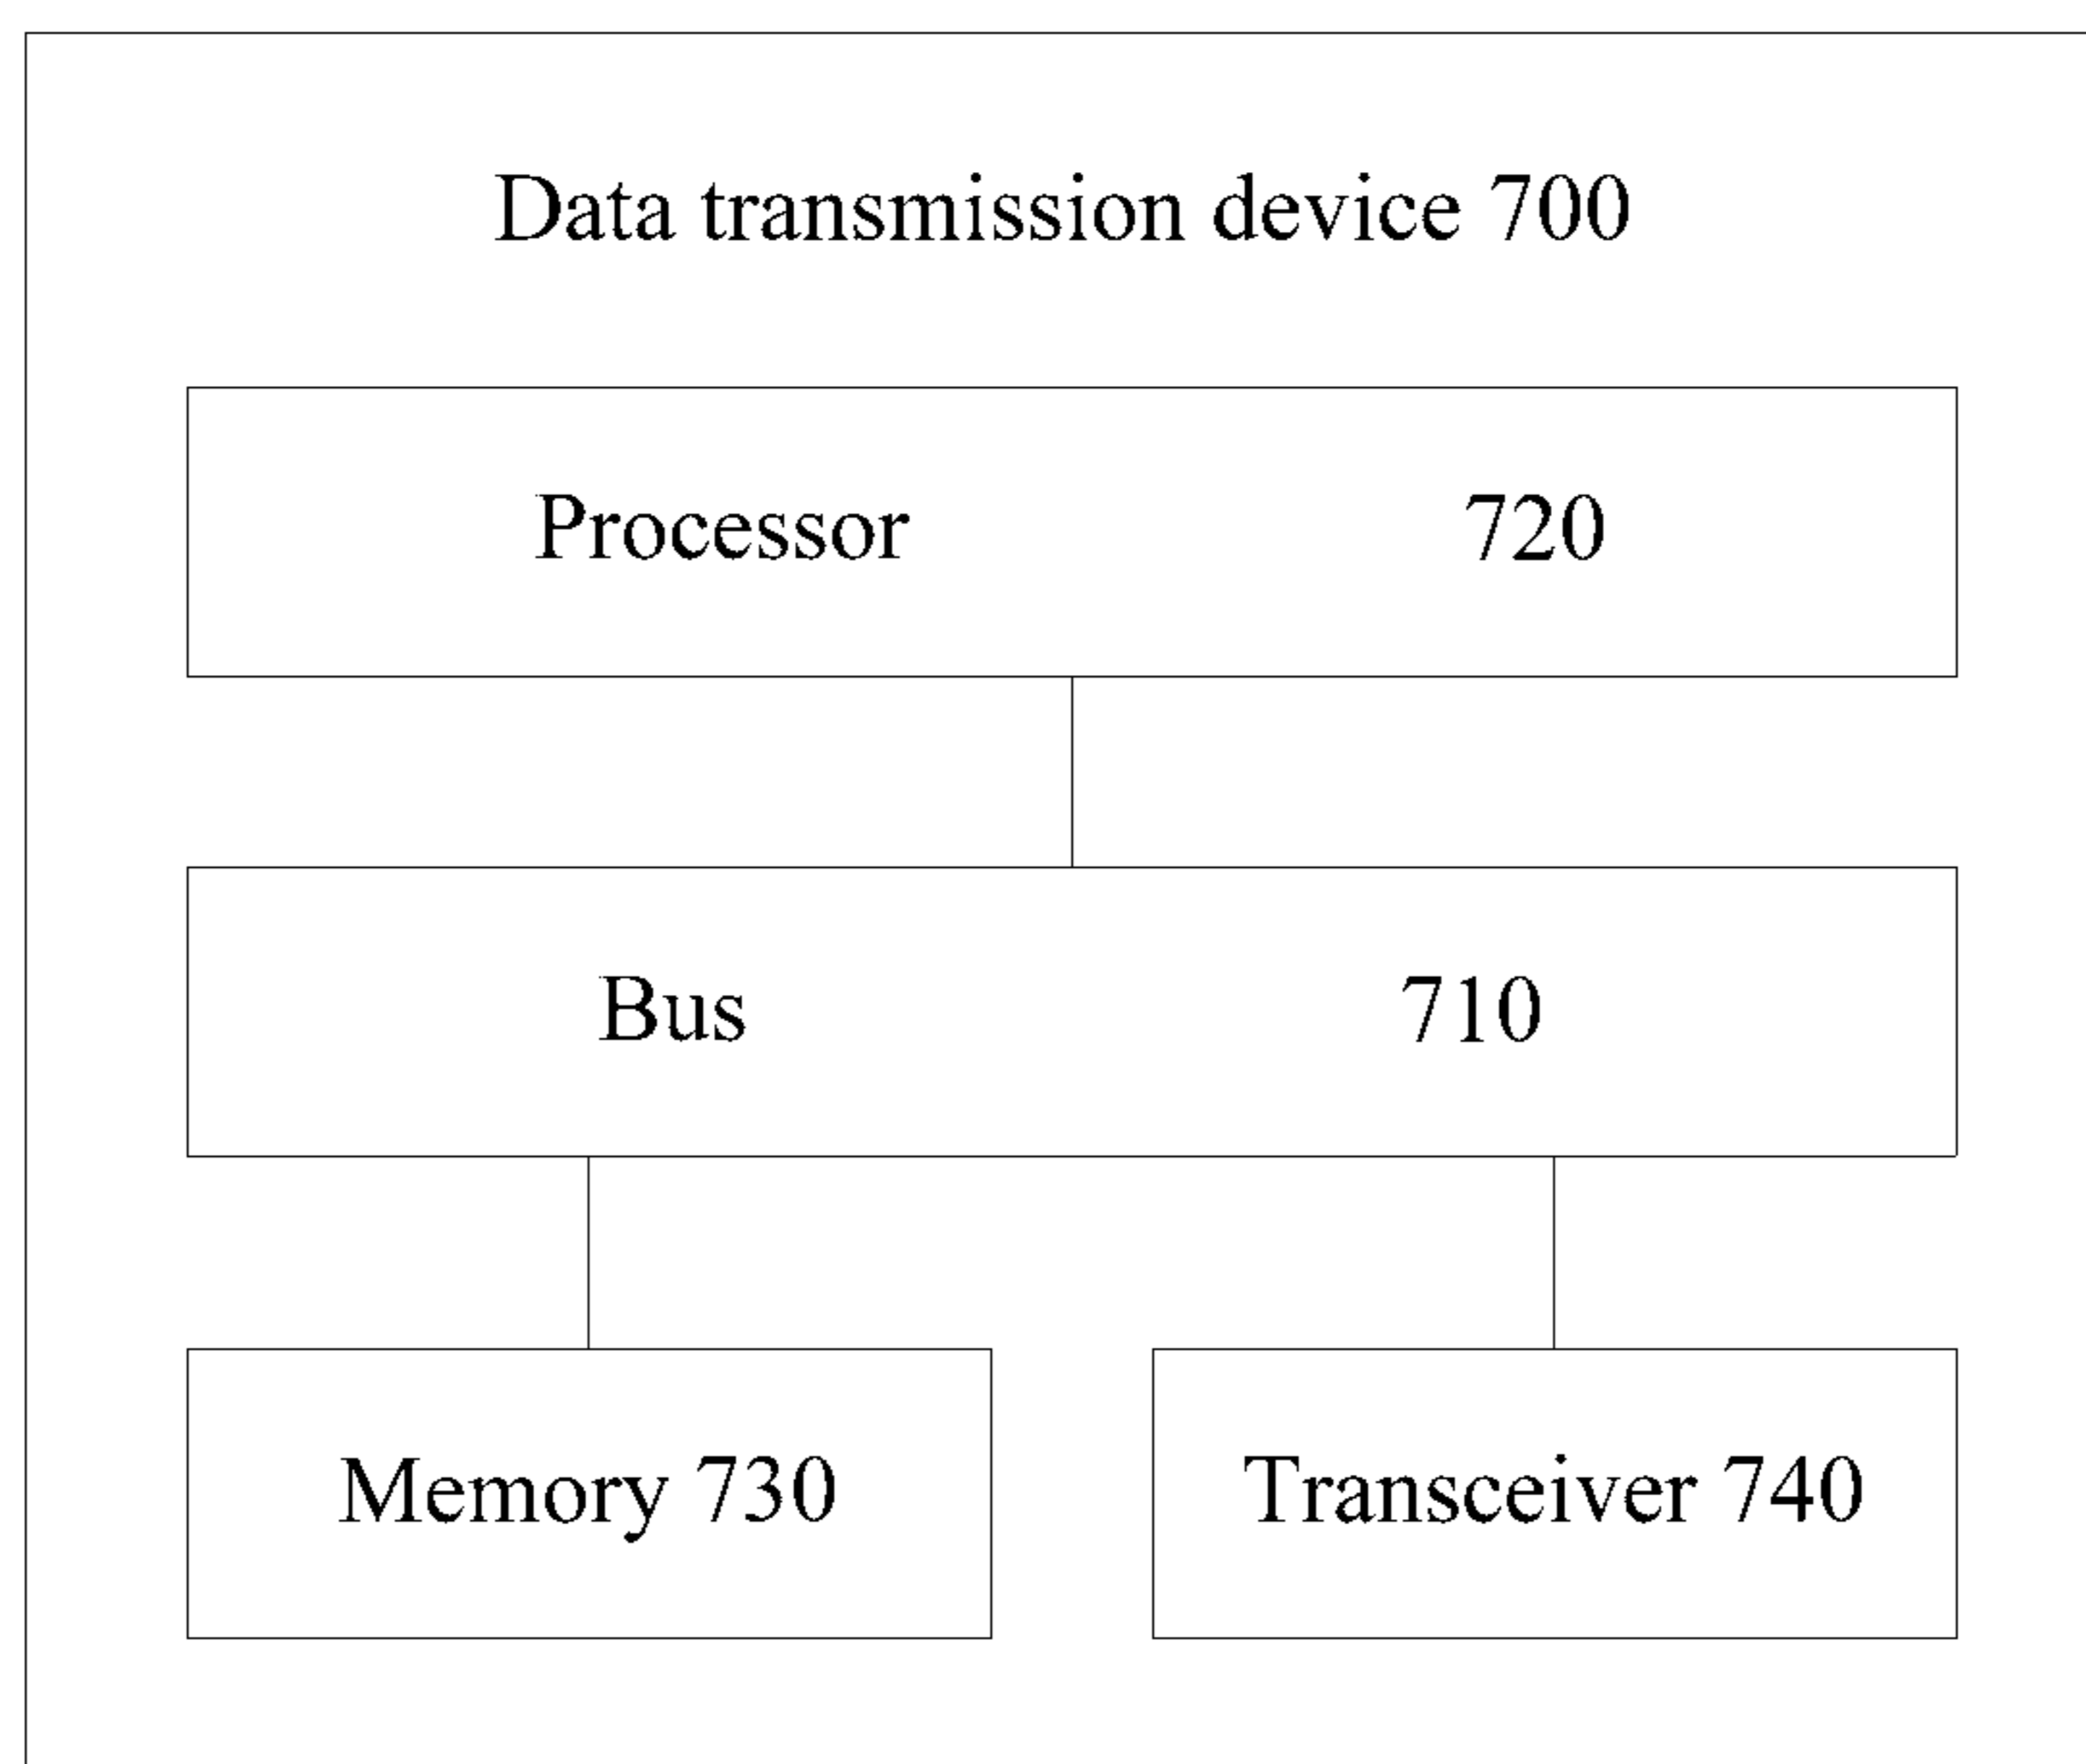 Data transmission device 700
Processor 720
Bus 710
Memory 730
Transceiver 740